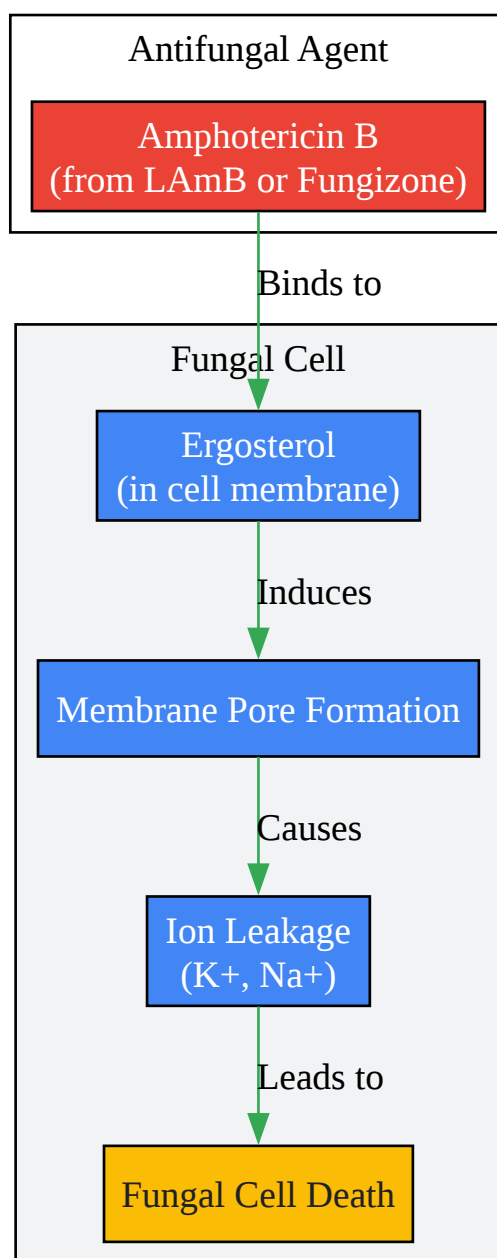 Antifungal Agent
Amphotericin B
(from LAmB or Fungizone)
Binds to
Fungal Cell
Ergosterol
(in cell membrane)
Induces
Membrane Pore Formation
Causes
Ion Leakage
(K+, Na+)
Leads to
Fungal Cell Death